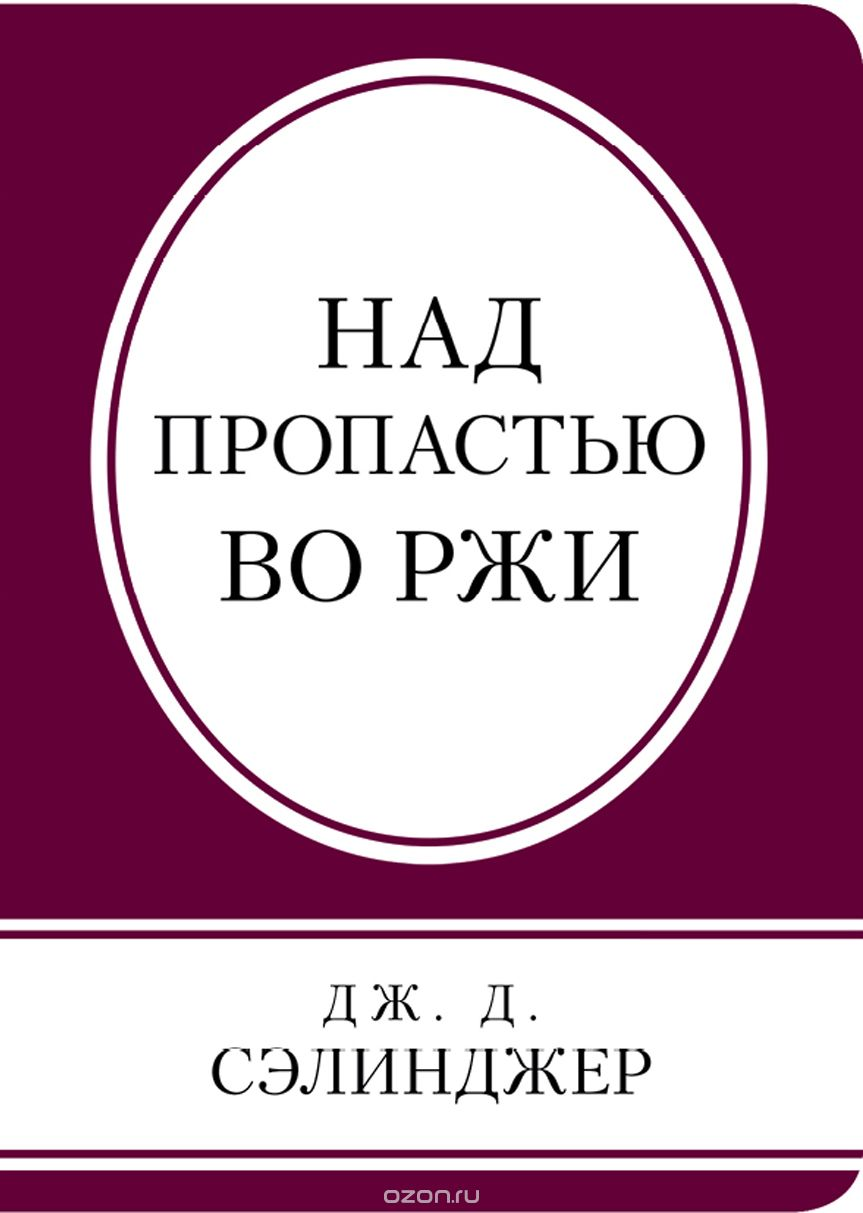 НАД
ПРОПАСТЬЮ
ВО РЖИ
ДЖ. Д.
СЭЛИНДЖЕР
ozon.ru